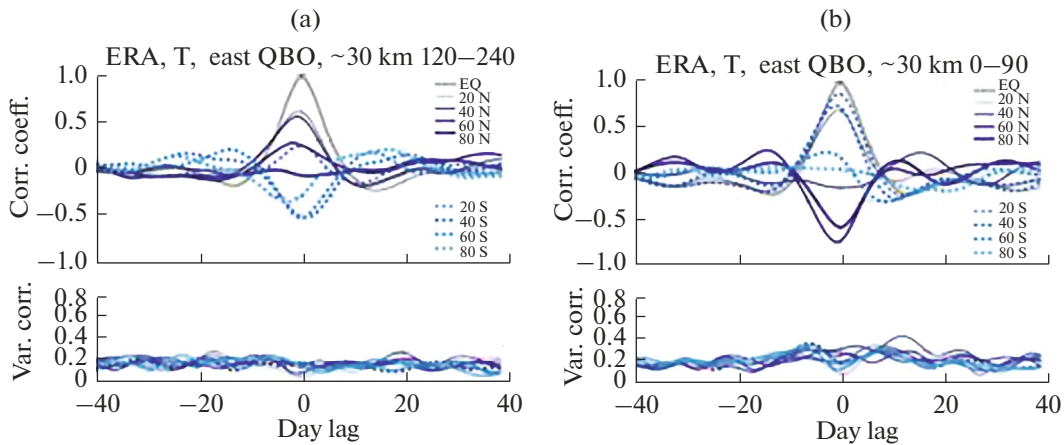 (a)
ERA, T, east QBO, ~30 km 120–240
Corr. coeff.
1.0
0.5
0
−0.5
−1.0
EQ
20 N
40 N
60 N
80 N
20 S
40 S
60 S
80 S
Var. corr.
0.8
0.6
0.4
0.2
0
−40
−20
0
20
40
Day lag
(b)
ERA, T, east QBO, ~30 km 0–90
Corr. coeff.
1.0
0.5
0
−0.5
−1.0
EQ
20 N
40 N
60 N
80 N
20 S
40 S
60 S
80 S
Var. corr.
0.8
0.6
0.4
0.2
0
−40
−20
0
20
40
Day lag